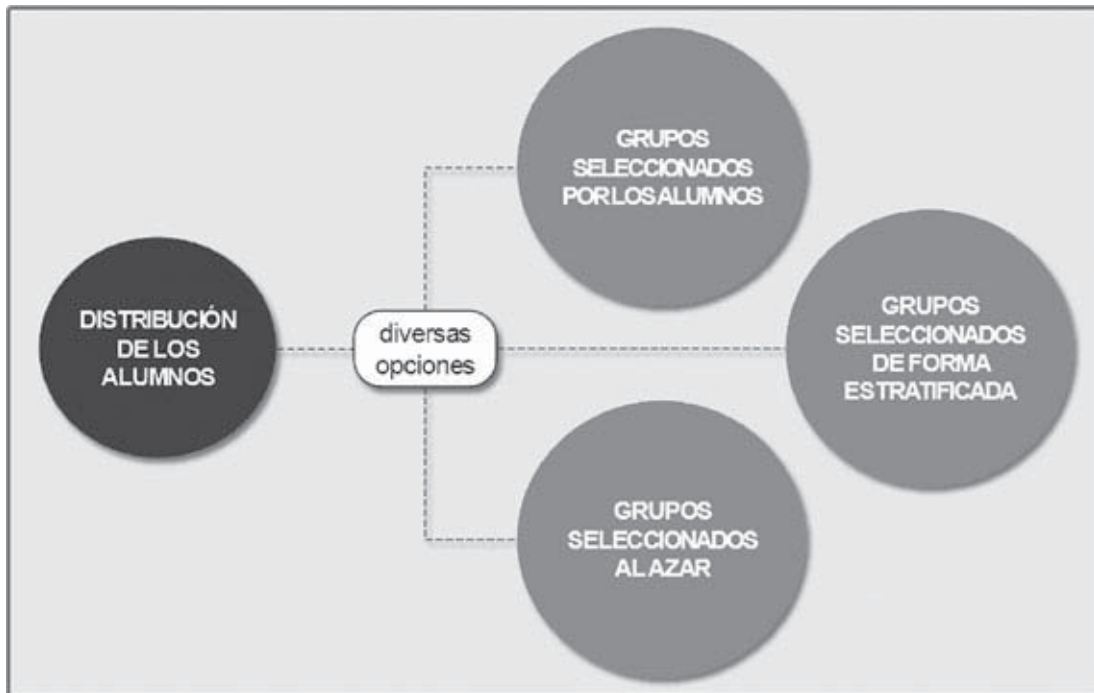 DISTRIBUCIÓN
DE LOS
ALUMNOS
diversas
opciones
GRUPOS
SELECCIONADOS
POR LOS ALUMNOS
GRUPOS
SELECCIONADOS
DE FORMA
ESTRATIFICADA
GRUPOS
SELECCIONADOS
AL AZAR